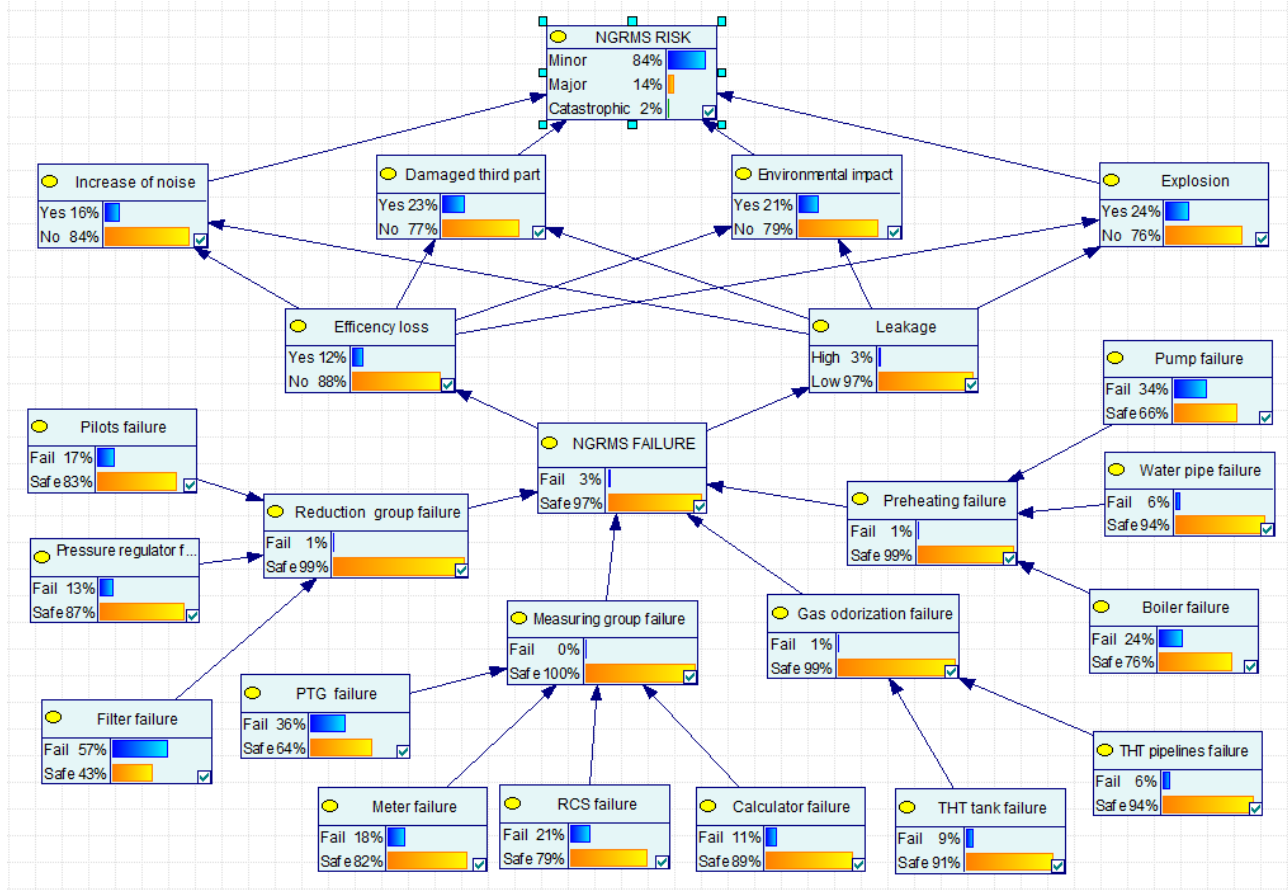 NGRMS RISK
Minor 84%
Major 14%
Catastrophic 2%
Increase of noise
Yes 16%
No 84%
Damaged third part
Yes 23%
No 77%
Environmental impact
Yes 21%
No 79%
Explosion
Yes 24%
No 76%
Efficency loss
Yes 12%
No 88%
Leakage
High 3%
Low 97%
Pump failure
Fail 34%
Safe 66%
Pilots failure
Fail 17%
Safe 83%
NGRMS FAILURE
Fail 3%
Safe 97%
Water pipe failure
Fail 6%
Safe 94%
Reduction group failure
Fail 1%
Safe 99%
Preheating failure
Fail 1%
Safe 99%
Pressure regulator f...
Fail 13%
Safe 87%
Measuring group failure
Fail 0%
Safe 100%
Gas odorization failure
Fail 1%
Safe 99%
Boiler failure
Fail 24%
Safe 76%
Filter failure
Fail 57%
Safe 43%
PTG failure
Fail 36%
Safe 64%
THT pipelines failure
Fail 6%
Safe 94%
Meter failure
Fail 18%
Safe 82%
RCS failure
Fail 21%
Safe 79%
Calculator failure
Fail 11%
Safe 89%
THT tank failure
Fail 9%
Safe 91%